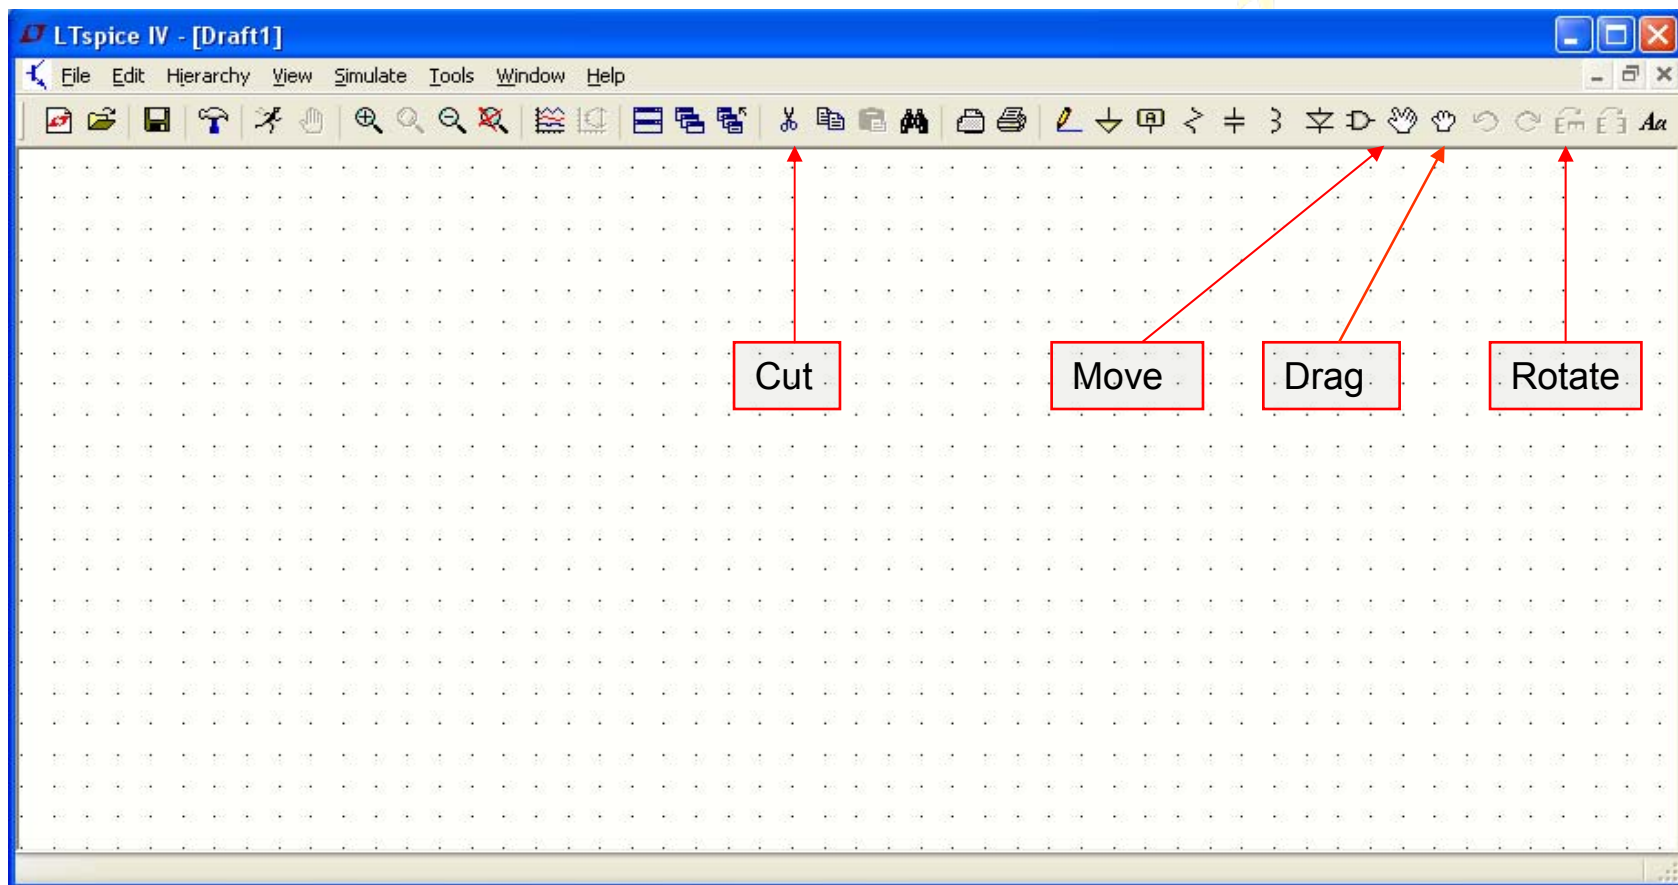 LTspice IV - [Draft1]
File Edit Hierarchy View Simulate Tools Window Help
Aa
Cut Move Drag Rotate